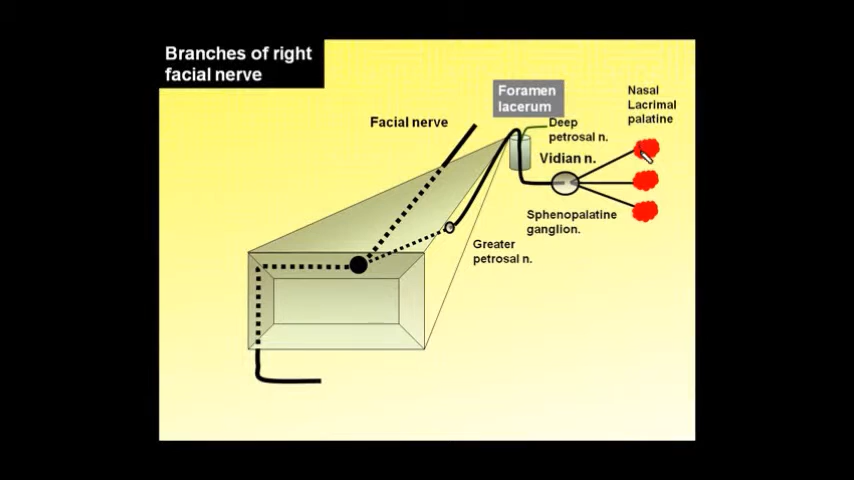 Branches of right
facial nerve
Foramen
lacerum
Nasal
Lacrimal
palatine
Facial nerve
Deep
petrosal n.
Vidian n.
Sphenopalatine
ganglion.
Greater
petrosal n.